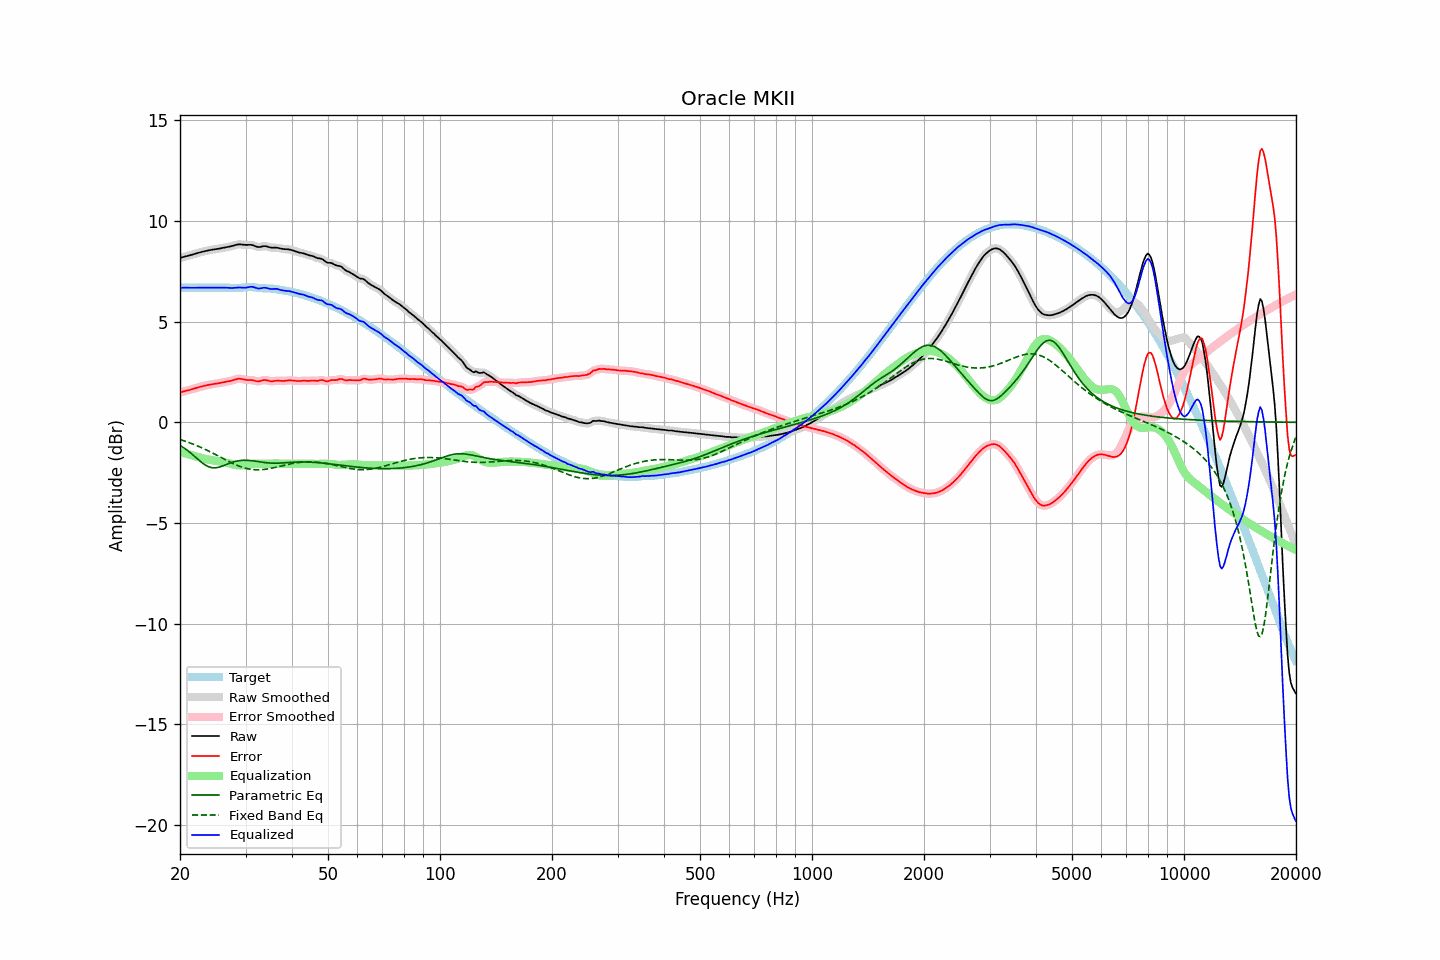 Oracle MKII
15
10
5
0
−5
−10
−15
−20
Amplitude (dBr)
Target
Raw Smoothed
Error Smoothed
Raw
Error
Equalization
Parametric Eq
Fixed Band Eq
Equalized
20 50 100 200 500 1000 2000 5000 10000 20000
Frequency (Hz)